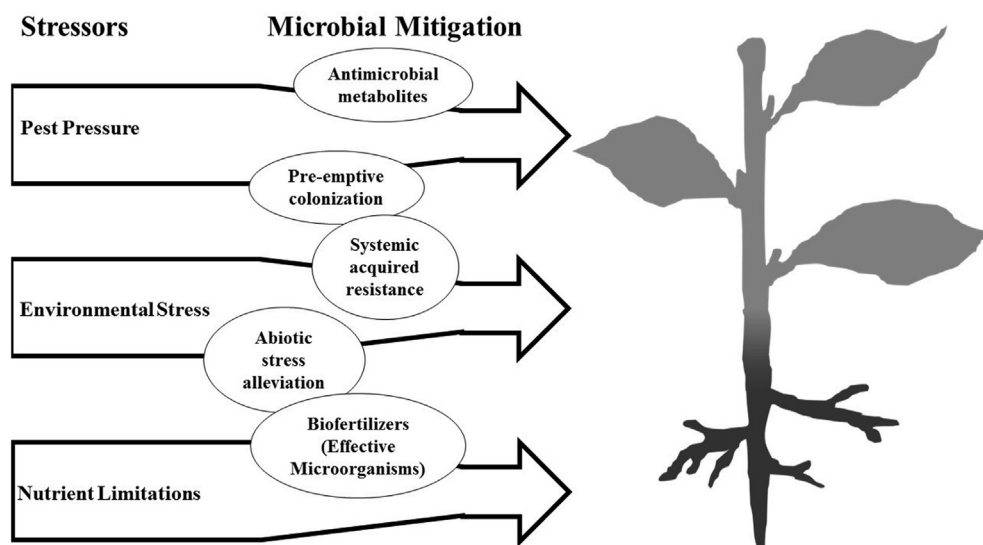 Stressors
Microbial Mitigation
Antimicrobial
metabolites
Pest Pressure
Pre-emptive
colonization
Systemic
acquired
resistance
Environmental Stress
Abiotic
stress
alleviation
Biofertilizers
(Effective
Microorganisms)
Nutrient Limitations